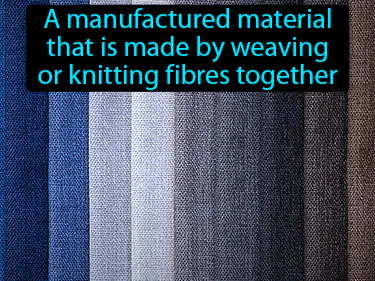 A manufactured material
that is made by weaving
or knitting fibres together